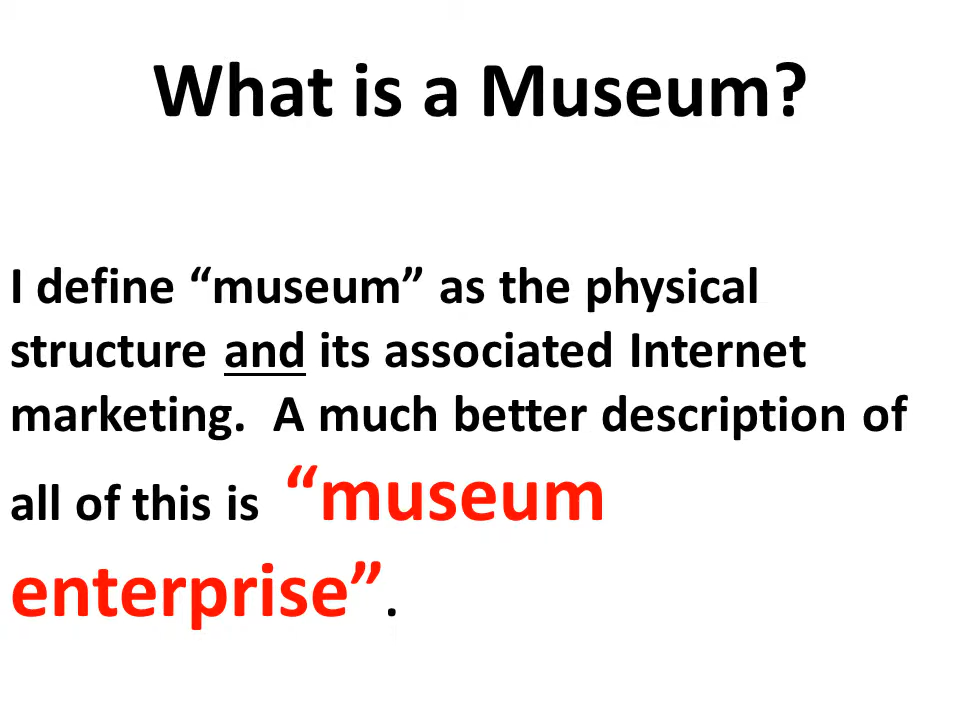 What is a Museum?
I define “museum” as the physical
structure and its associated Internet
marketing.  A much better description of
all of this is  “museum
enterprise”.